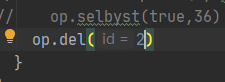 // op.selbyst(true,36)
op.del( id = 2)
}